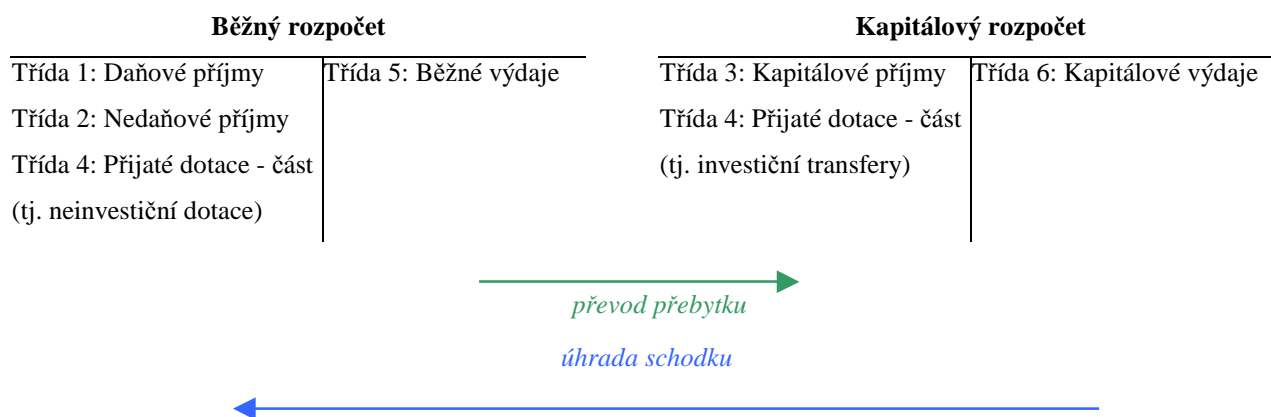 Běžný rozpočet
Třída 1: Daňové příjmy
Třída 2: Nedaňové příjmy
Třída 4: Přijaté dotace - část
(tj. neinvestiční dotace)
Třída 5: Běžné výdaje
Kapitálový rozpočet
Třída 3: Kapitálové příjmy
Třída 4: Přijaté dotace - část
(tj. investiční transfery)
Třída 6: Kapitálové výdaje
převod přebytku
úhrada schodku